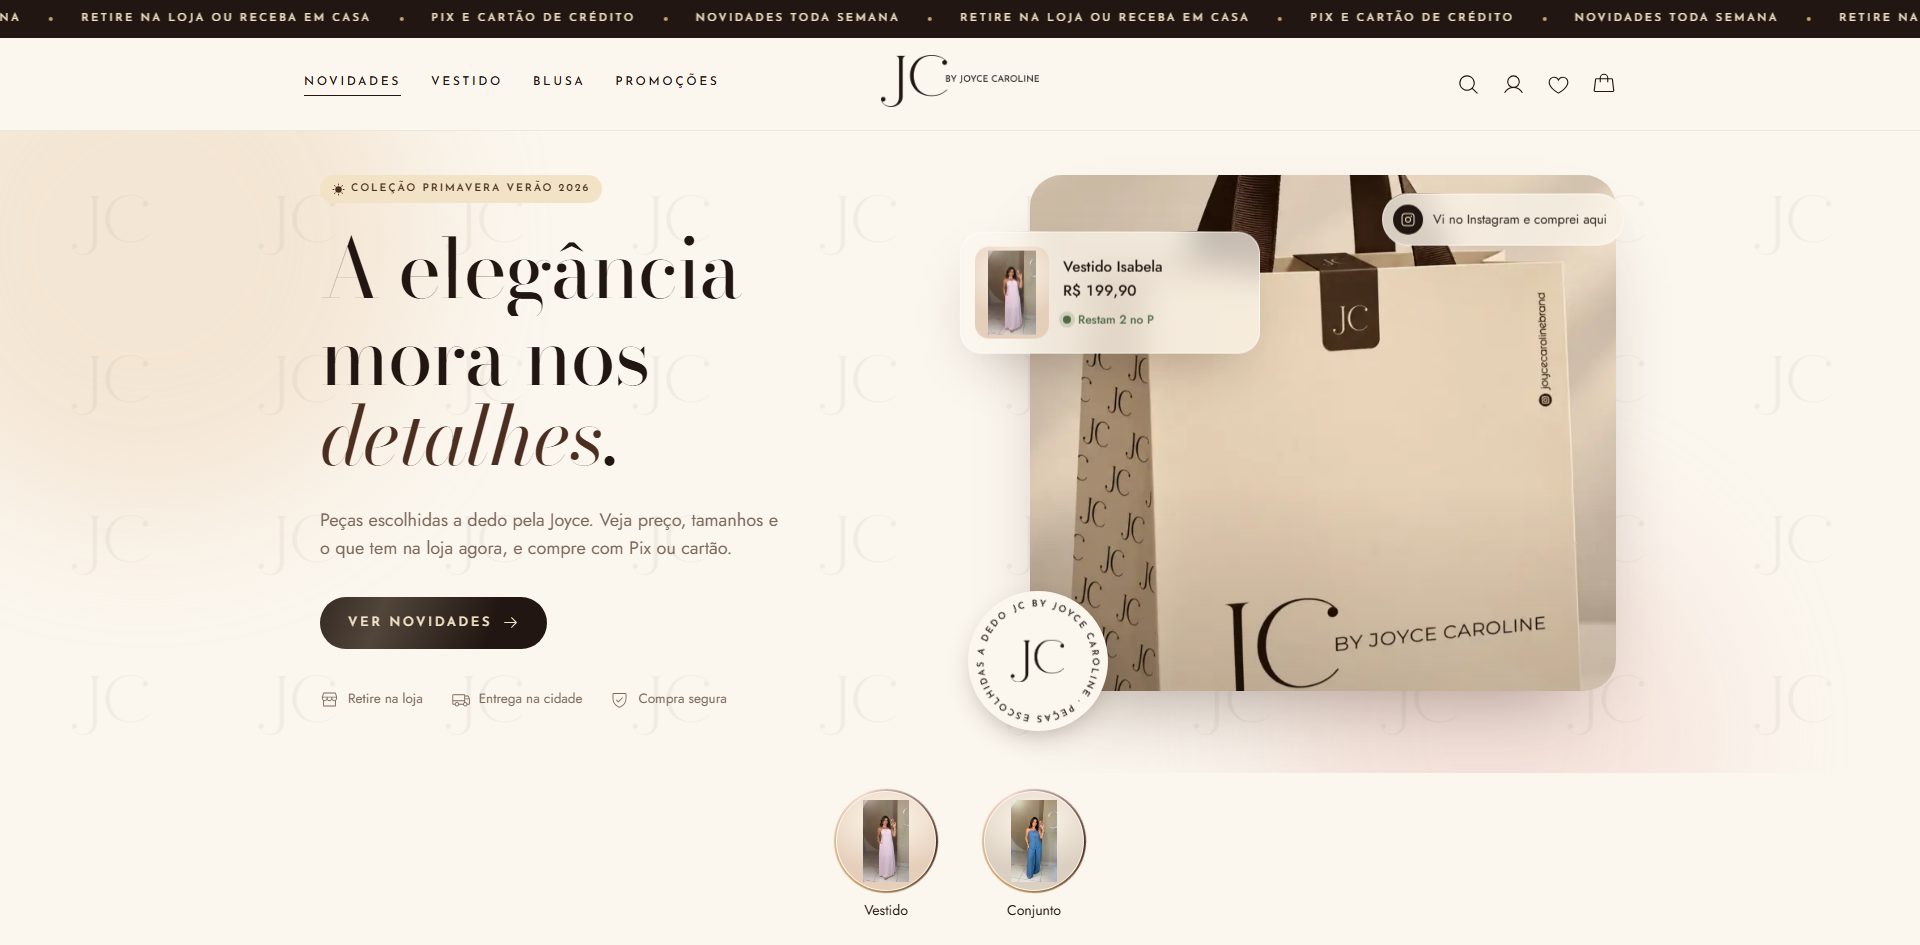 NA • RETIRE NA LOJA OU RECEBA EM CASA • PIX E CARTÃO DE CRÉDITO • NOVIDADES TODA SEMANA • RETIRE NA LOJA OU RECEBA EM CASA • PIX E CARTÃO DE CRÉDITO • NOVIDADES TODA SEMANA • RETIRE NA
NOVIDADES VESTIDO BLUSA PROMOÇÕES
JC BY JOYCE CAROLINE
COLEÇÃO PRIMAVERA VERÃO 2026
A elegância
mora nos
detalhes.
Peças escolhidas a dedo pela Joyce. Veja preço, tamanhos e
o que tem na loja agora, e compre com Pix ou cartão.
VER NOVIDADES
Retire na loja
Entrega na cidade
Compra segura
Vi no Instagram e comprei aqui
Vestido Isabela
R$ 199,90
Restam 2 no P
JC
joycecarolinebrand
JC BY JOYCE CAROLINE
JC BY JOYCE CAROLINE · PEÇAS ESCOLHIDAS A DEDO
JC
Vestido
Conjunto